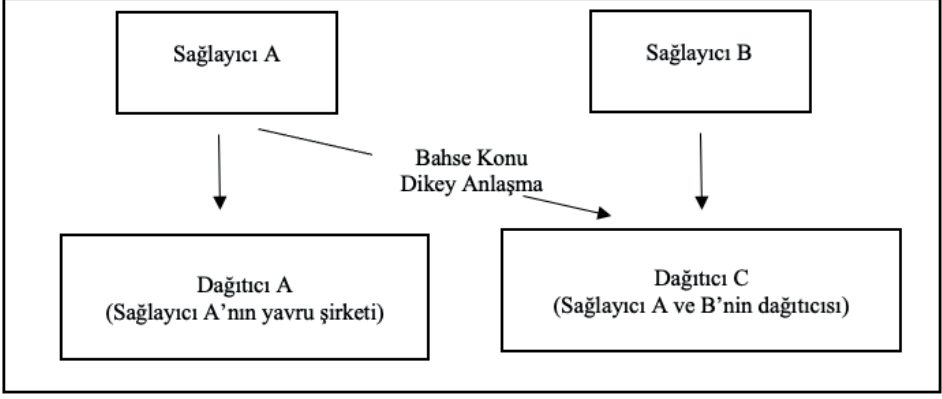 Sağlayıcı A
Sağlayıcı B
Bahse Konu
Dikey Anlaşma
Dağıtıcı A
(Sağlayıcı A’nın yavru şirketi)
Dağıtıcı C
(Sağlayıcı A ve B’nin dağıtıcısı)